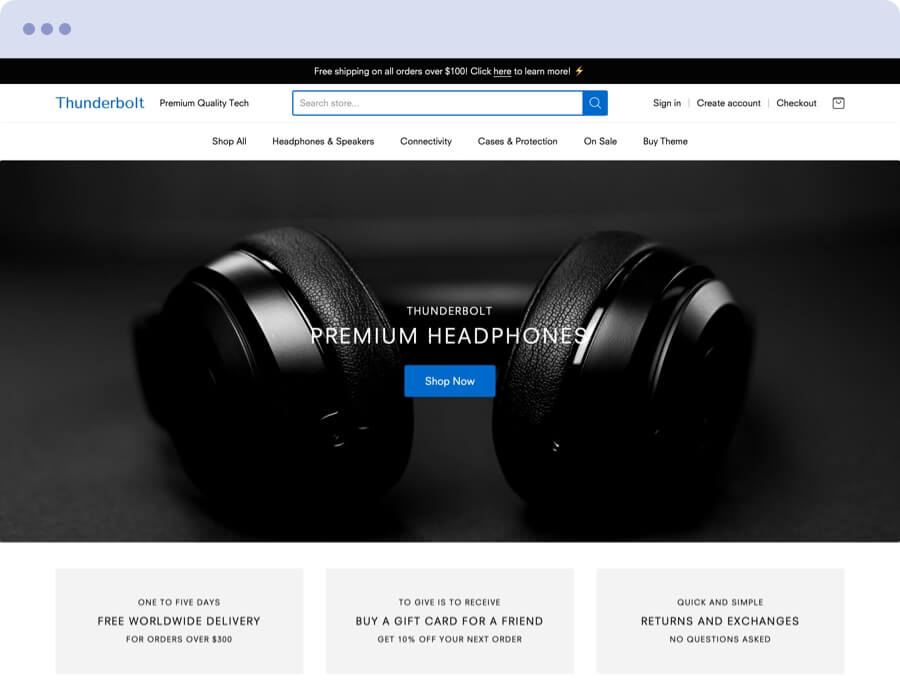 Free shipping on all orders over $100! Click here to learn more! ⚡
Thunderbolt Premium Quality Tech Search store... Sign in | Create account | Checkout
Shop All Headphones & Speakers Connectivity Cases & Protection On Sale Buy Theme
THUNDERBOLT
PREMIUM HEADPHONES
Shop Now
ONE TO FIVE DAYS
FREE WORLDWIDE DELIVERY
FOR ORDERS OVER $300
TO GIVE IS TO RECEIVE
BUY A GIFT CARD FOR A FRIEND
GET 10% OFF YOUR NEXT ORDER
QUICK AND SIMPLE
RETURNS AND EXCHANGES
NO QUESTIONS ASKED